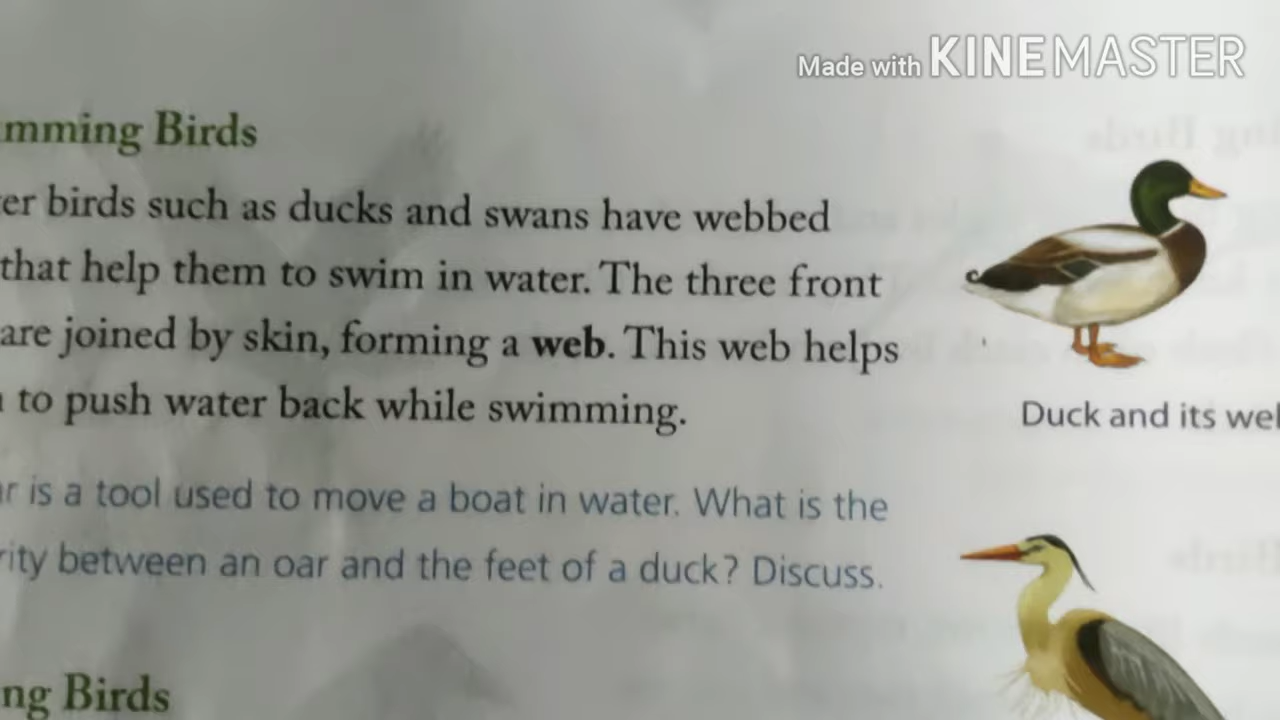 Made with KINEMASTER
mming Birds
er birds such as ducks and swans have webbed
that help them to swim in water. The three front
are joined by skin, forming a web. This web helps
to push water back while swimming.
Duck and its wel
r is a tool used to move a boat in water. What is the
rity between an oar and the feet of a duck? Discuss.
ng Birds